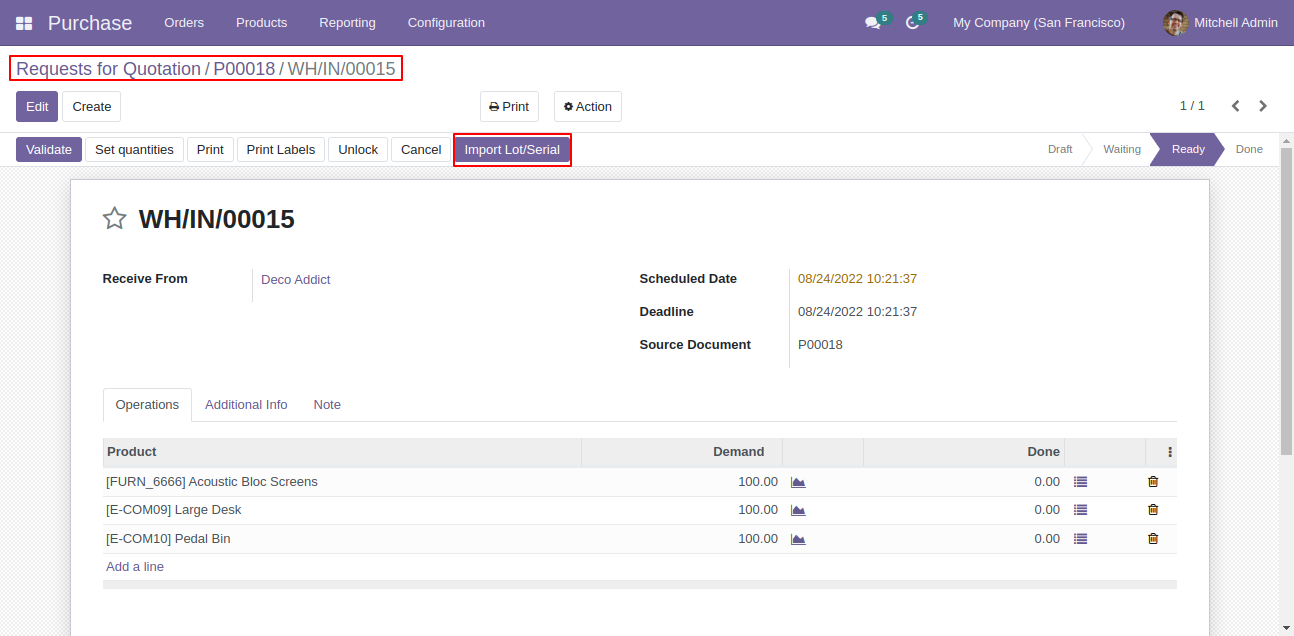 Purchase Orders Products Reporting Configuration 5 5 My Company (San Francisco) Mitchell Admin
Requests for Quotation / P00018 / WH/IN/00015
Edit Create Print Action 1 / 1
Validate Set quantities Print Print Labels Unlock Cancel Import Lot/Serial Draft Waiting Ready Done
WH/IN/00015
Receive From Deco Addict Scheduled Date 08/24/2022 10:21:37
Deadline 08/24/2022 10:21:37
Source Document P00018
Operations Additional Info Note
Product Demand Done
[FURN_6666] Acoustic Bloc Screens 100.00 0.00
[E-COM09] Large Desk 100.00 0.00
[E-COM10] Pedal Bin 100.00 0.00
Add a line